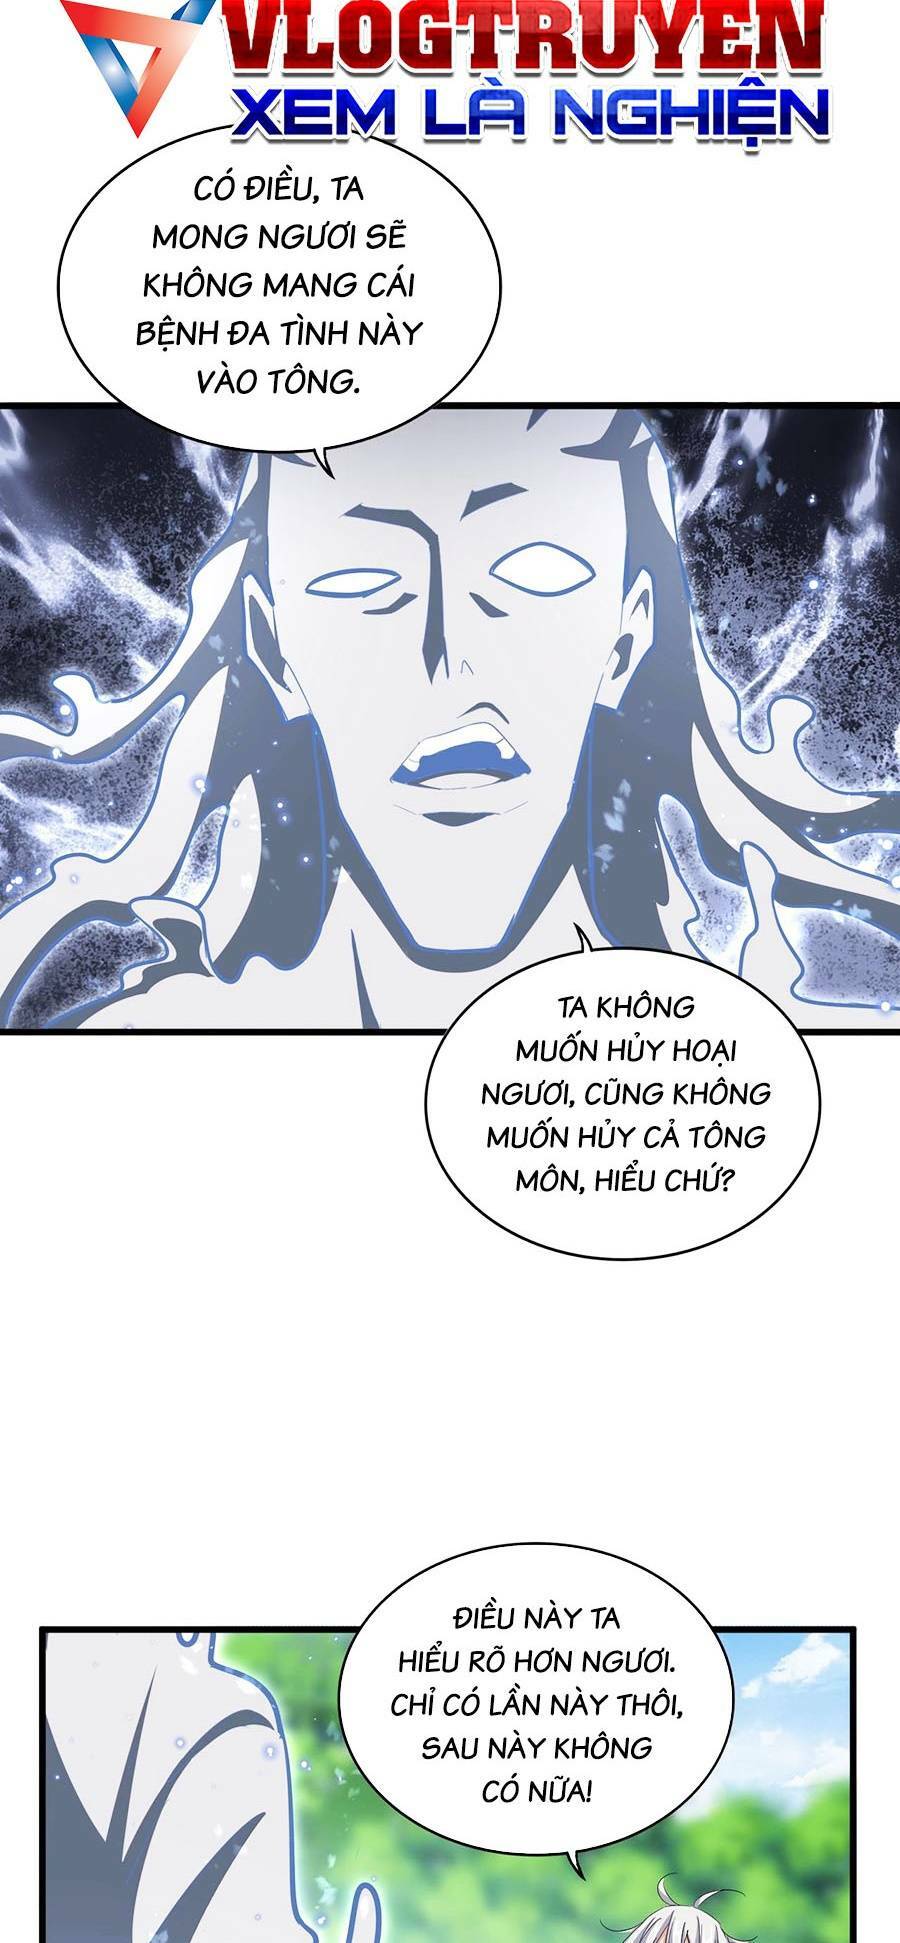 VLOGTRUYEN
XEM LÀ NGHIỆN
CÓ ĐIỀU, TA
MONG NGƯƠI SẼ
KHÔNG MANG CÁI
BỆNH ĐA TÌNH NÀY
VÀO TÔNG.
TA KHÔNG
MUỐN HỦY HOẠI
NGƯƠI, CŨNG KHÔNG
MUỐN HỦY CẢ TÔNG
MÔN, HIỂU CHỨ?
ĐIỀU NÀY TA
HIỂU RÕ HƠN NGƯƠI.
CHỈ CÓ LẦN NÀY THÔI,
SAU NÀY KHÔNG
CÓ NỮA!